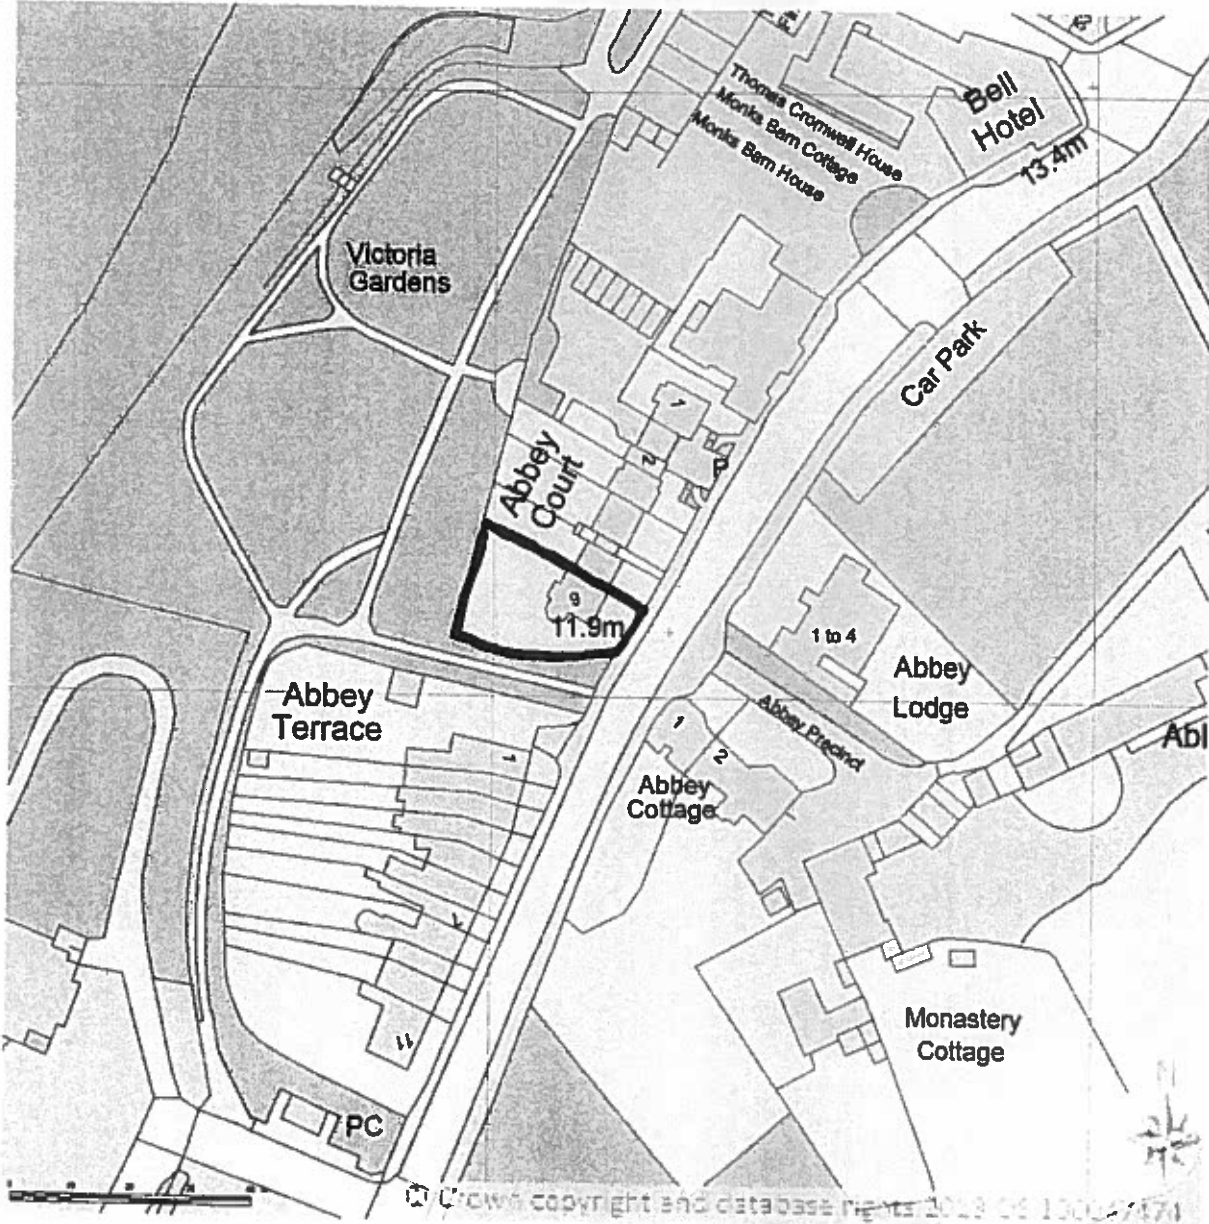 Thomas Cromwell House
Monks Barn Cottage
Monks Barn House
Bell
Hotel
13.4m
Victoria
Gardens
Car Park
1
2
P
Abbey
Court
9
11.9m
1 to 4
Abbey
Lodge
Abbey
Terrace
Abbey Precinct
1
1
2
Abbey
Cottage
Abl
7
11
Monastery
Cottage
PC
Crown copyright and database rights